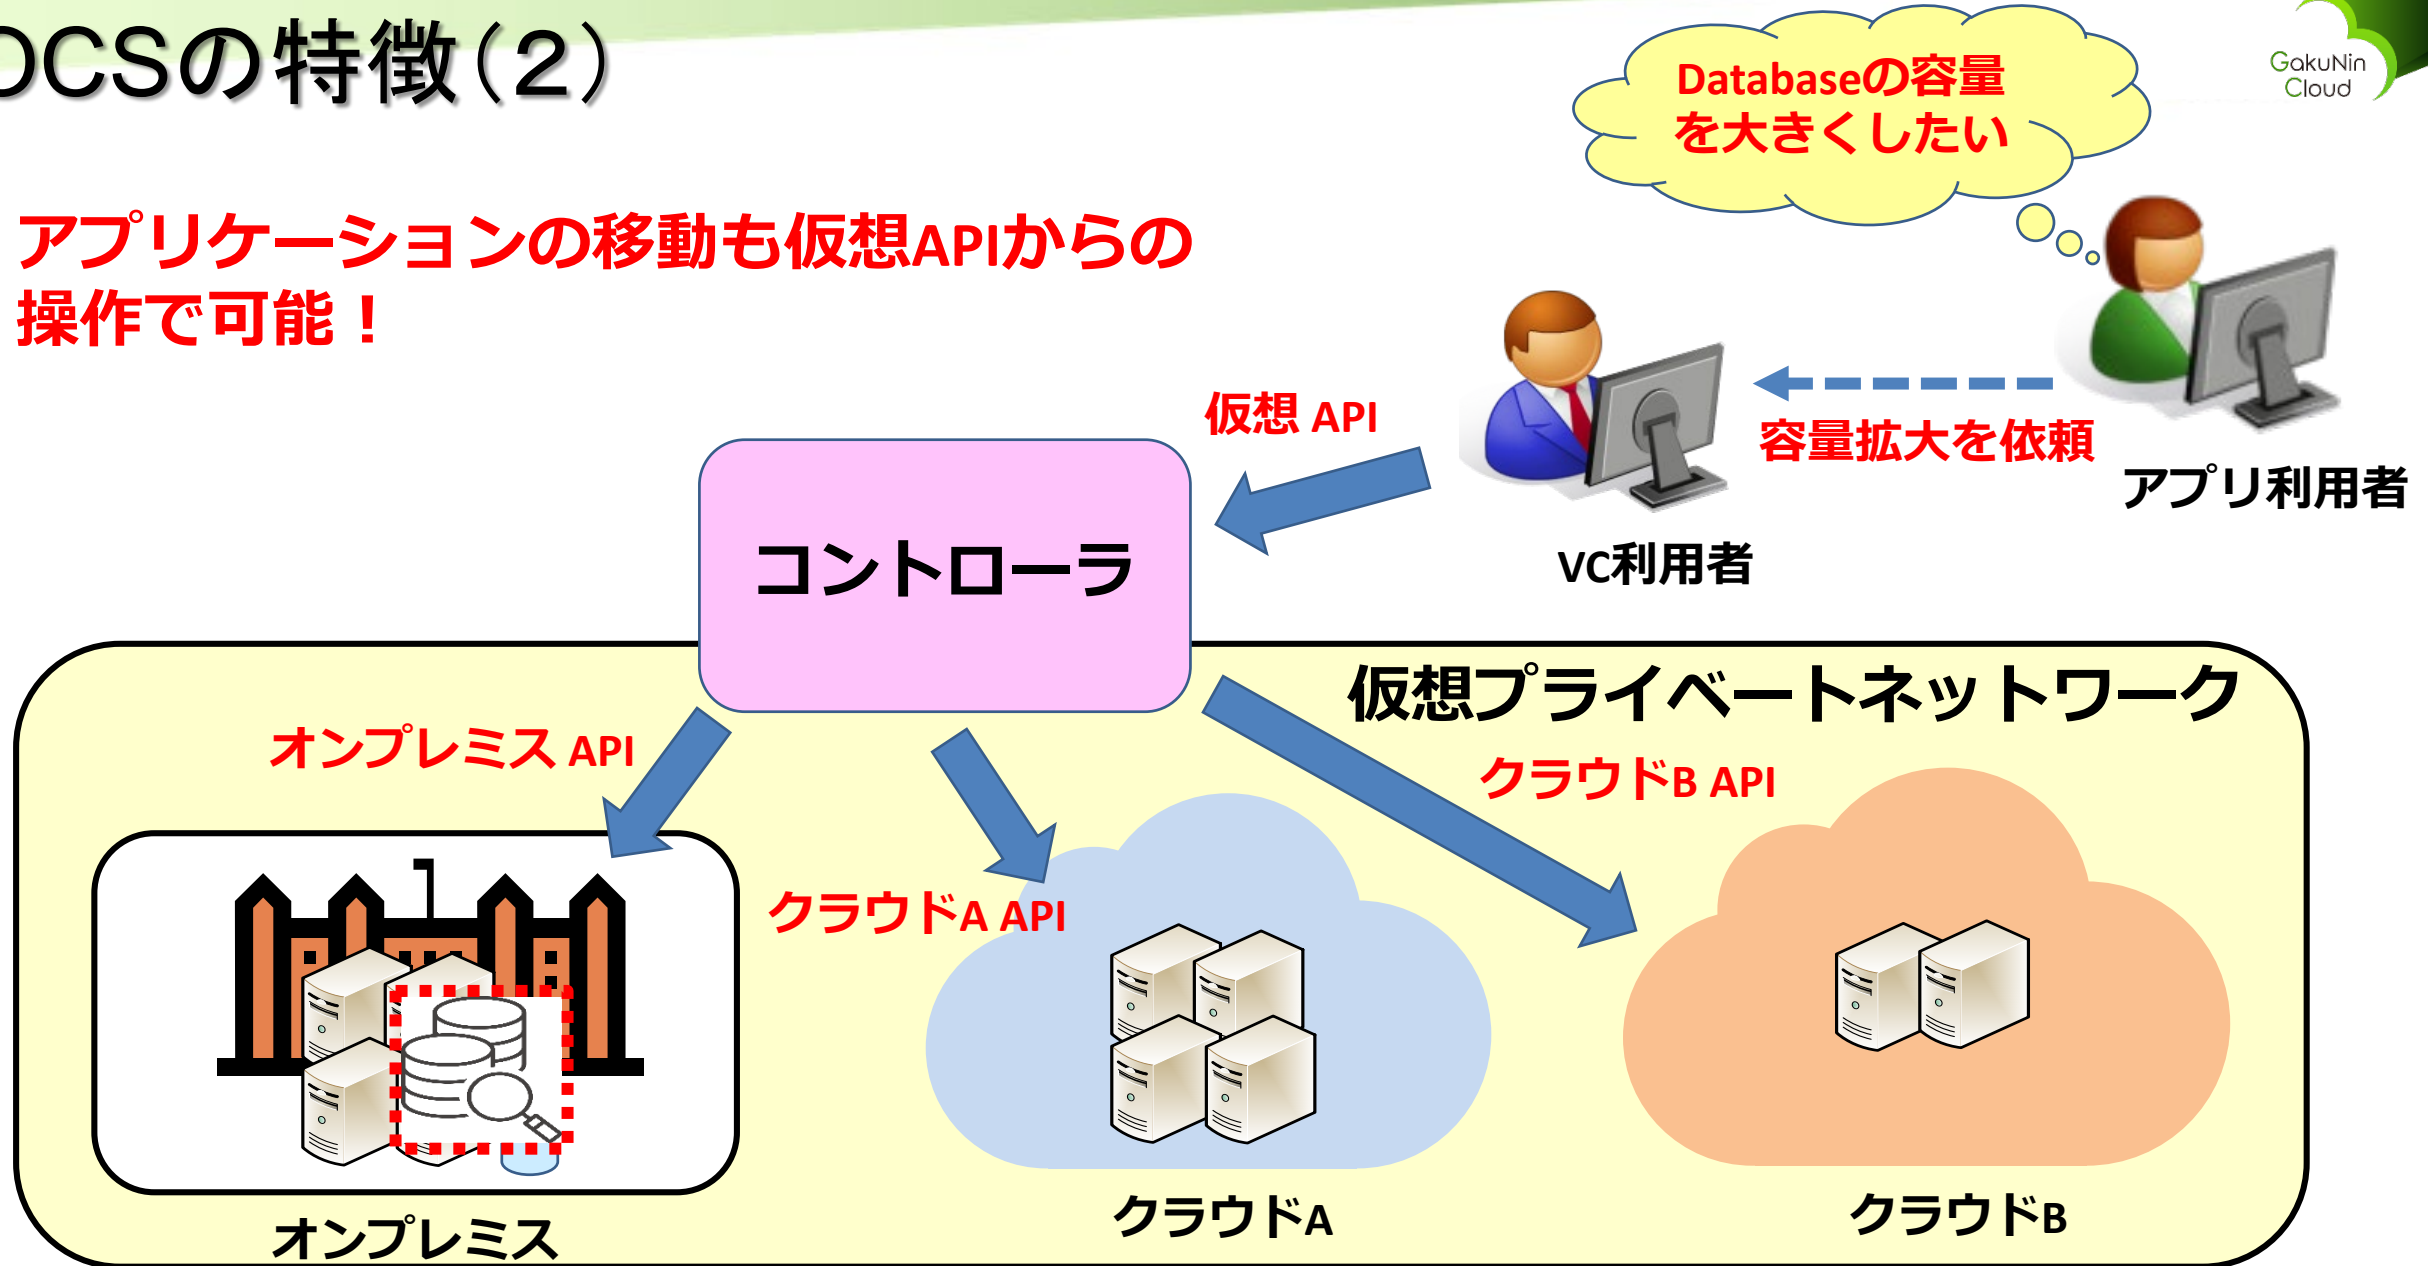 OCSの特徴（２）
GakuNin
Cloud
Databaseの容量
を大きくしたい
アプリケーションの移動も仮想APIからの
操作で可能！
仮想 API
容量拡大を依頼
アプリ利用者
VC利用者
コントローラ
仮想プライベートネットワーク
オンプレミス API
クラウドB API
クラウドA API
オンプレミス
クラウドA
クラウドB